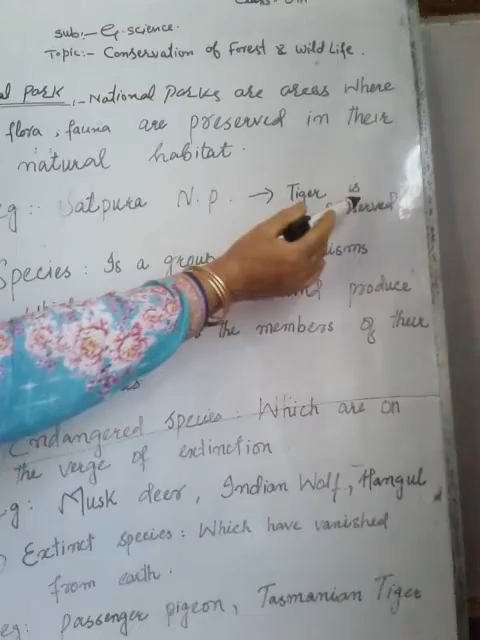 Sub:- G. science.
Topic:- Conservation of Forest & Wild Life.
Park :- National Parks are areas where
flora, fauna are preserved in their
natural habitat.
eg :- Satpura N.P. → Tiger is
Species : Is a group
produce
the members of their
Endangered species : Which are on
the verge of extinction
eg : Musk deer, Indian Wolf, Hangul
Extinct species : Which have vanished
from earth.
eg : Passenger pigeon, Tasmanian Tiger